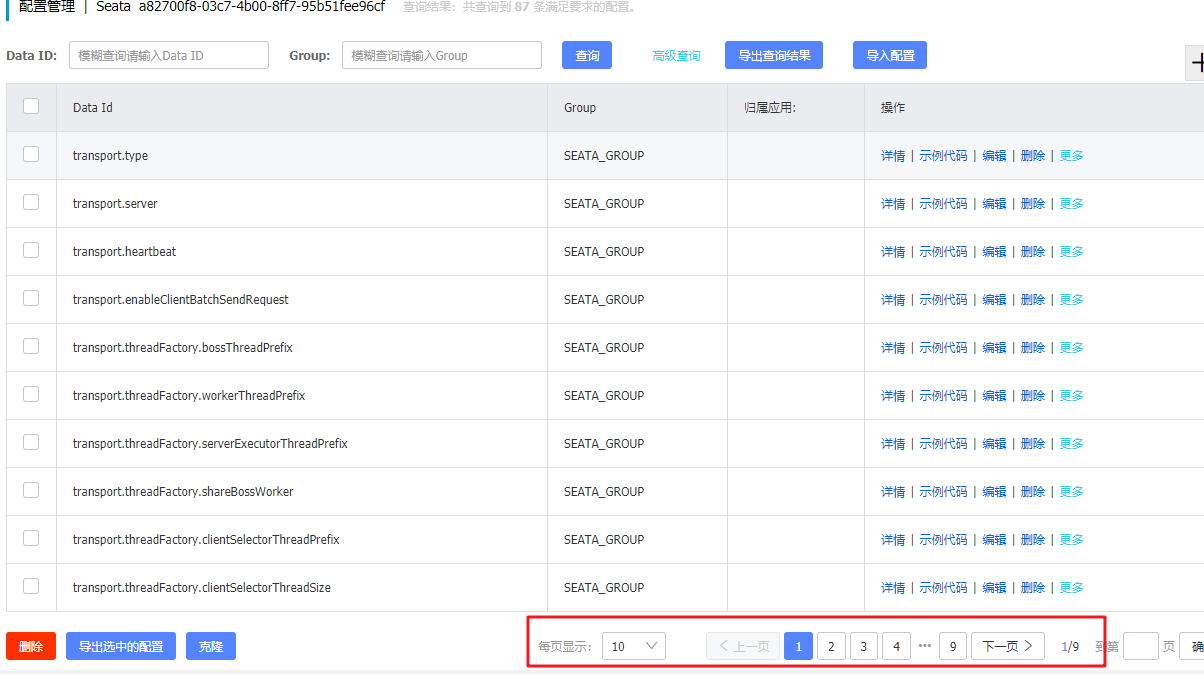 配置管理 | Seata a82700f8-03c7-4b00-8ff7-95b51fee96cf 查询结果：共查询到 87 条满足要求的配置。
Data ID: 模糊查询请输入Data ID Group: 模糊查询请输入Group 查询 高级查询 导出查询结果 导入配置
Data Id Group 归属应用: 操作
transport.type SEATA_GROUP 详情 | 示例代码 | 编辑 | 删除 | 更多
transport.server SEATA_GROUP 详情 | 示例代码 | 编辑 | 删除 | 更多
transport.heartbeat SEATA_GROUP 详情 | 示例代码 | 编辑 | 删除 | 更多
transport.enableClientBatchSendRequest SEATA_GROUP 详情 | 示例代码 | 编辑 | 删除 | 更多
transport.threadFactory.bossThreadPrefix SEATA_GROUP 详情 | 示例代码 | 编辑 | 删除 | 更多
transport.threadFactory.workerThreadPrefix SEATA_GROUP 详情 | 示例代码 | 编辑 | 删除 | 更多
transport.threadFactory.serverExecutorThreadPrefix SEATA_GROUP 详情 | 示例代码 | 编辑 | 删除 | 更多
transport.threadFactory.shareBossWorker SEATA_GROUP 详情 | 示例代码 | 编辑 | 删除 | 更多
transport.threadFactory.clientSelectorThreadPrefix SEATA_GROUP 详情 | 示例代码 | 编辑 | 删除 | 更多
transport.threadFactory.clientSelectorThreadSize SEATA_GROUP 详情 | 示例代码 | 编辑 | 删除 | 更多
删除 导出选中的配置 克隆 每页显示: 10 上一页 1 2 3 4 ••• 9 下一页 1/9 到第 页 确